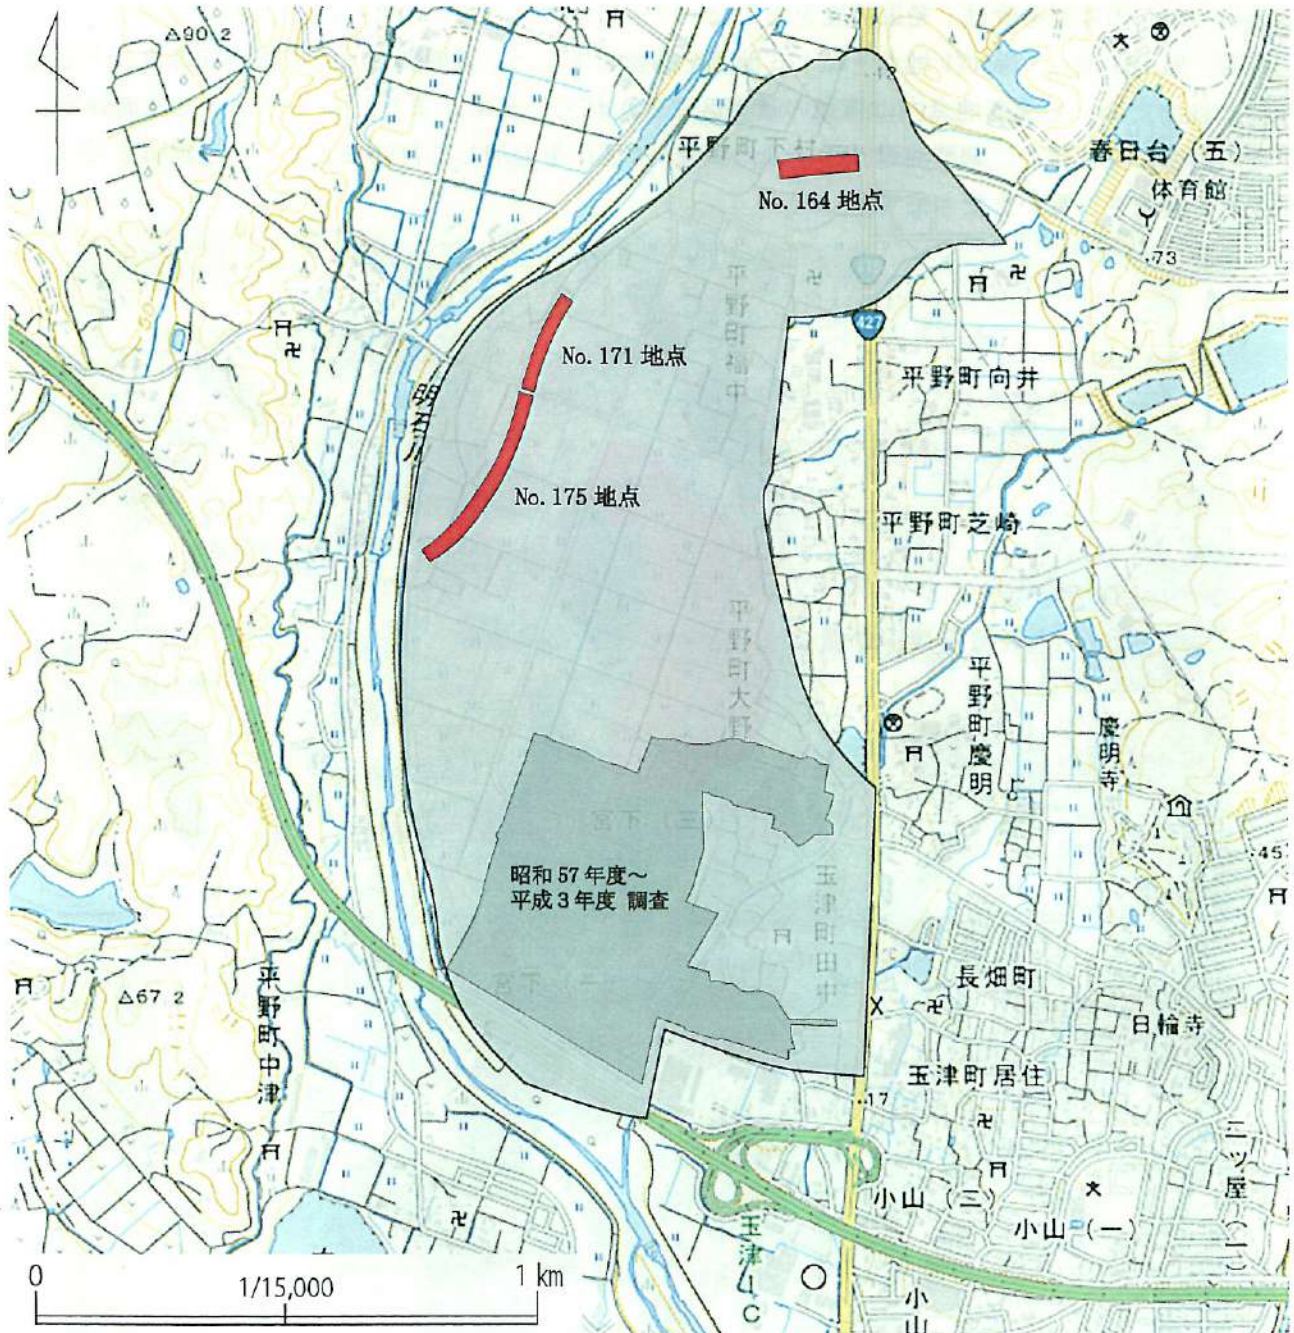 △90.2
42
平野町下村
春日台(五)
体育館
No. 164 地点
73
平野町福中
427
No. 171 地点
平野町向井
明石川
No. 175 地点
平野町芝崎
平野町大野
平野町慶明
慶明寺
宮下(三)
45
昭和 57 年度～
平成 3 年度 調査
玉津町田中
宮下
長畑町
△67.2
平野町中津
日輪寺
玉津町居住
17
二ツ屋(一)
小山(三)
小山(一)
玉津IC
小山
0
1/15,000
1 km